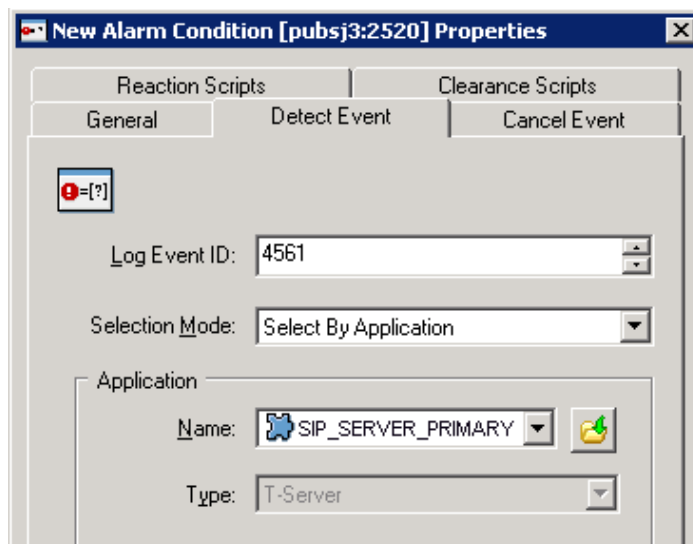 New Alarm Condition [pubsj3:2520] Properties
Reaction Scripts Clearance Scripts
General Detect Event Cancel Event
!=[?]
Log Event ID: 4561
Selection Mode: Select By Application
Application
Name: SIP_SERVER_PRIMARY
Type: T-Server